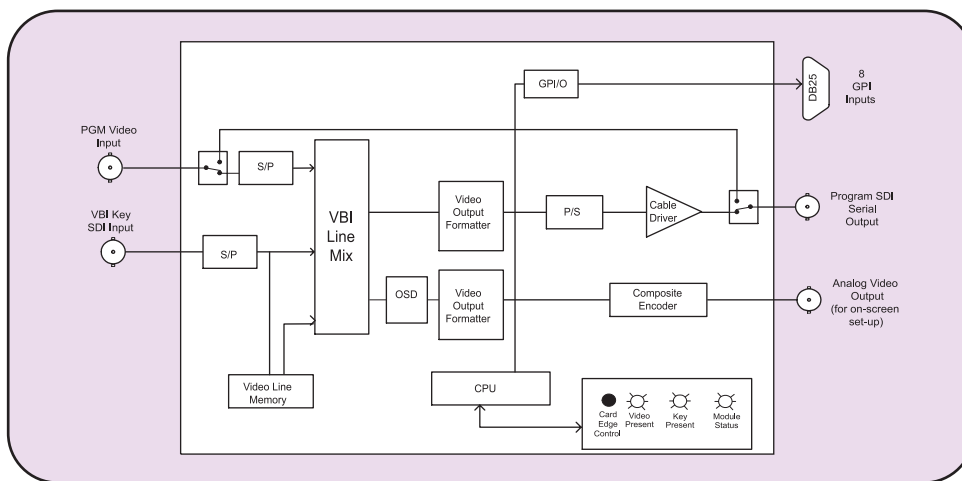 GPI/O
DB25
8
GPI
Inputs
PGM Video
Input
S/P
VBI Key
SDI Input
S/P
VBI
Line
Mix
Video
Output
Formatter
P/S
Cable
Driver
Program SDI
Serial
Output
OSD
Video
Output
Formatter
Composite
Encoder
Analog Video
Output
(for on-screen
set-up)
Video Line
Memory
CPU
Card
Edge
Control
Video
Present
Key
Present
Module
Status